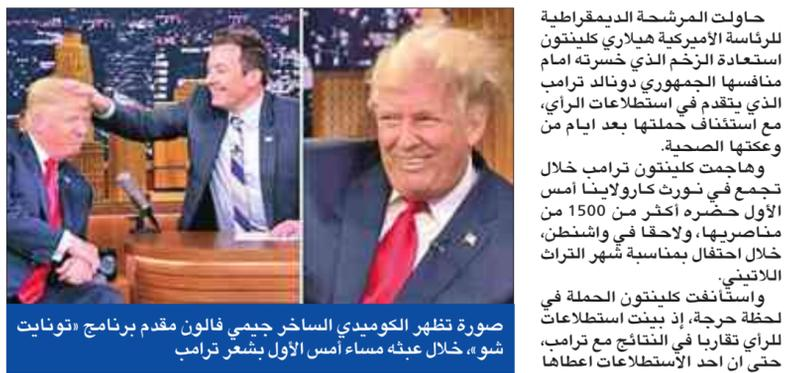 حاولت المرشحة الديمقراطية
للرئاسة الأميركية هيلاري كلينتون
استعادة الزخم الذي خسرته امام
منافسها الجمهوري دونالد ترامب
الذي يتقدم في استطلاعات الرأي،
مع استئناف حملتها بعد ايام من
وعكتها الصحية.
وهاجمت كلينتون ترامب خلال
تجمع في نورث كارولاينا أمس
الأول حضره أكثر من 1500 من
مناصريها، ولاحقا في واشنطن،
خلال احتفال بمناسبة شهر التراث
اللاتيني.
واستأنفت كلينتون الحملة في
لحظة حرجة، إذ بينت استطلاعات
للرأي تقاربا في النتائج مع ترامب،
حتى ان احد الاستطلاعات اعطاها
صورة تظهر الكوميدي الساخر جيمي فالون مقدم برنامج «تونايت
شو»، خلال عبثه مساء أمس الأول بشعر ترامب